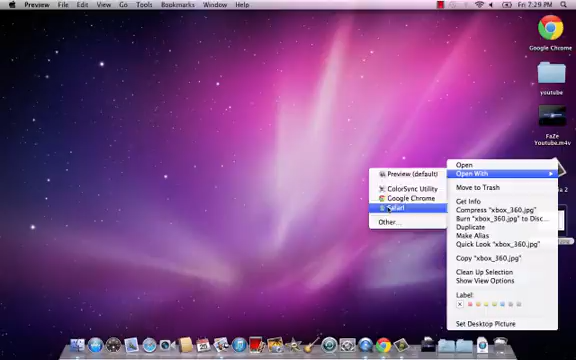 Preview File Edit View Go Tools Bookmarks Window Help
Fri 7:29 PM
Google Chrome
youtube
FaZe
Youtube.m4v
Open
Open With
Move to Trash
Get Info
Compress "xbox_360.jpg"
Burn "xbox_360.jpg" to Disc...
Duplicate
Make Alias
Quick Look "xbox_360.jpg"
Copy "xbox_360.jpg"
Clean Up Selection
Show View Options
Label:
Set Desktop Picture
Preview (default)
ColorSync Utility
Google Chrome
Safari
Other...